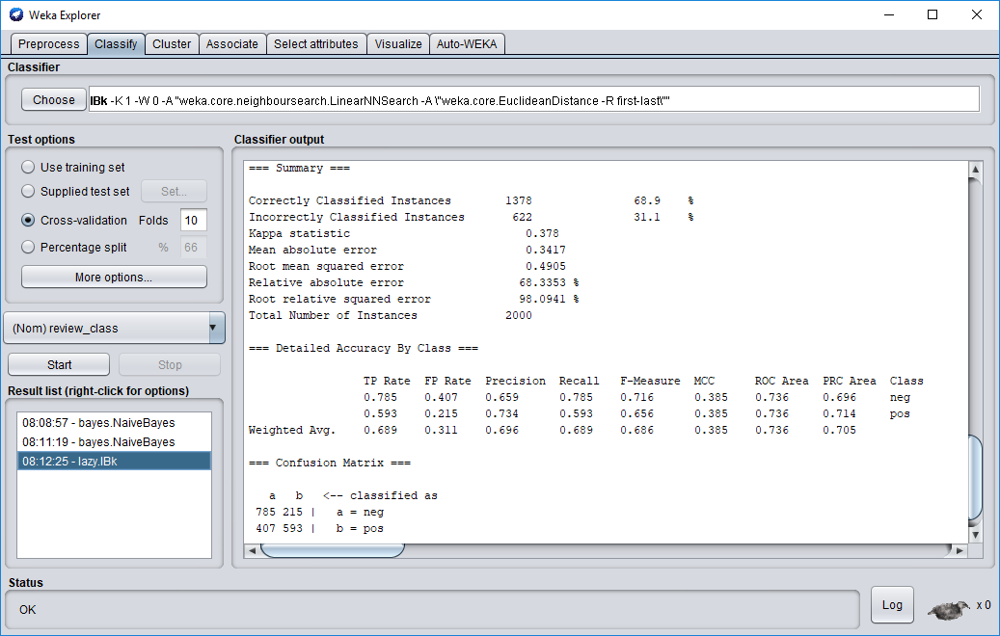 Weka Explorer
Preprocess Classify Cluster Associate Select attributes Visualize Auto-WEKA
Classifier
Choose IBk -K 1 -W 0 -A "weka.core.neighboursearch.LinearNNSearch -A \"weka.core.EuclideanDistance -R first-last\""
Test options
Use training set
Supplied test set Set...
Cross-validation Folds 10
Percentage split % 66
More options...
(Nom) review_class
Start Stop
Result list (right-click for options)
08:08:57 - bayes.NaiveBayes
08:11:19 - bayes.NaiveBayes
08:12:25 - lazy.IBk
Classifier output
=== Summary ===
Correctly Classified Instances 1378 68.9 %
Incorrectly Classified Instances 622 31.1 %
Kappa statistic 0.378
Mean absolute error 0.3417
Root mean squared error 0.4905
Relative absolute error 68.3353 %
Root relative squared error 98.0941 %
Total Number of Instances 2000
=== Detailed Accuracy By Class ===
TP Rate FP Rate Precision Recall F-Measure MCC ROC Area PRC Area Class
0.785 0.407 0.659 0.785 0.716 0.385 0.736 0.696 neg
0.593 0.215 0.734 0.593 0.656 0.385 0.736 0.714 pos
Weighted Avg. 0.689 0.311 0.696 0.689 0.686 0.385 0.736 0.705
=== Confusion Matrix ===
a b <-- classified as
785 215 | a = neg
407 593 | b = pos
Status
OK
Log x 0